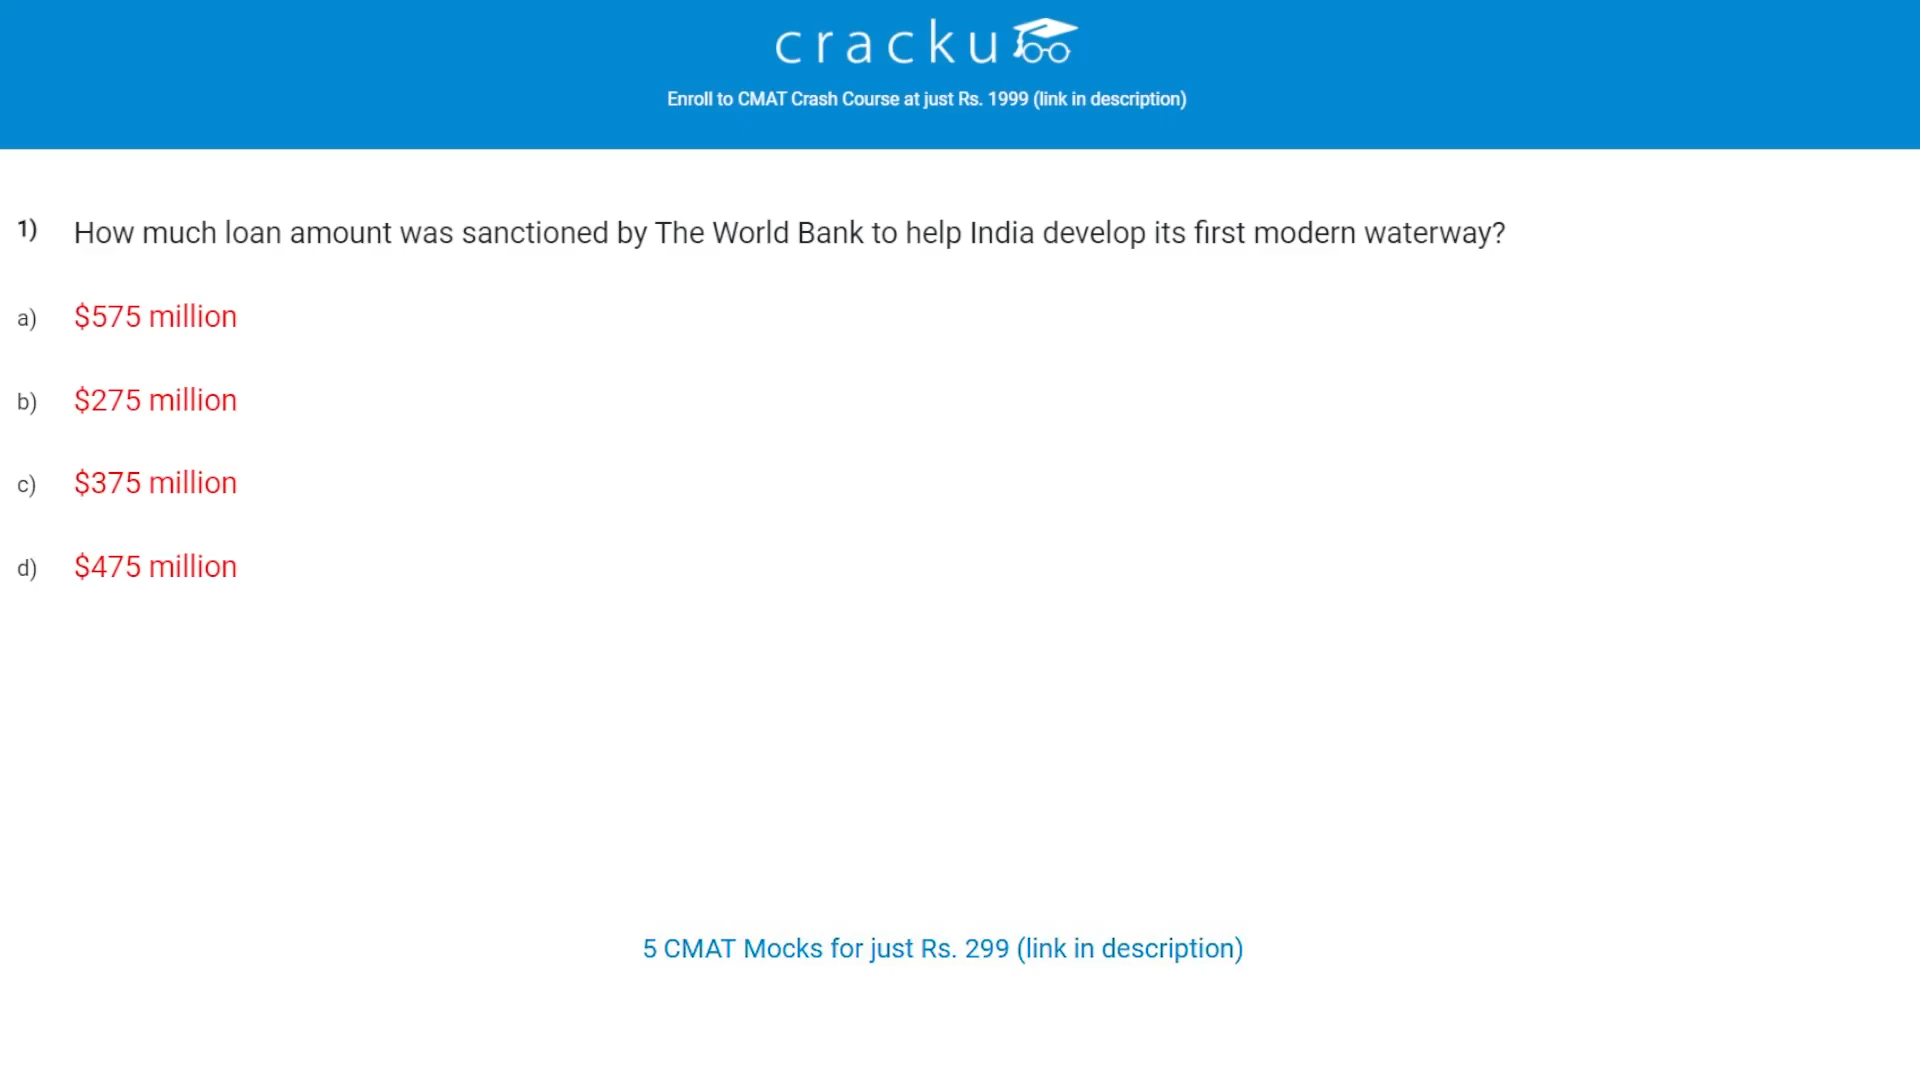 cracku
Enroll to CMAT Crash Course at just Rs. 1999 (link in description)
1) How much loan amount was sanctioned by The World Bank to help India develop its first modern waterway?
a) $575 million
b) $275 million
c) $375 million
d) $475 million
5 CMAT Mocks for just Rs. 299 (link in description)